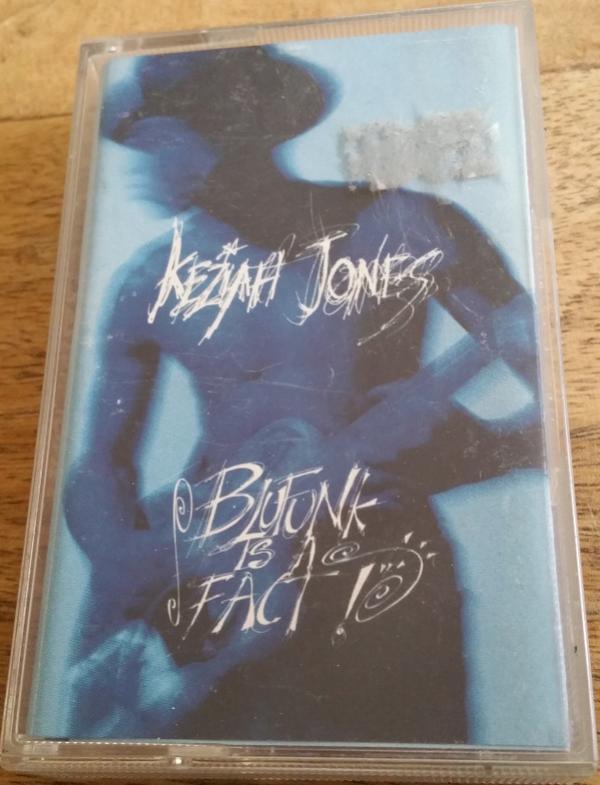 KEZIAH JONES
BLUFUNK
IS A
FACT!